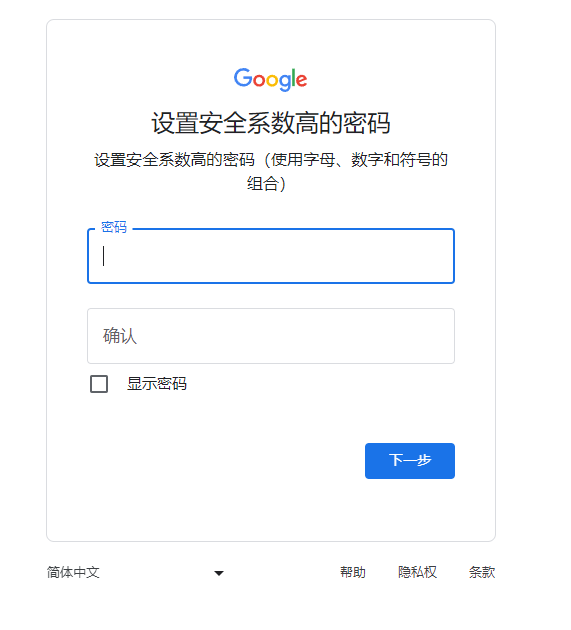 Google
设置安全系数高的密码
设置安全系数高的密码（使用字母、数字和符号的
组合）
密码
确认
显示密码
下一步
简体中文 帮助 隐私权 条款